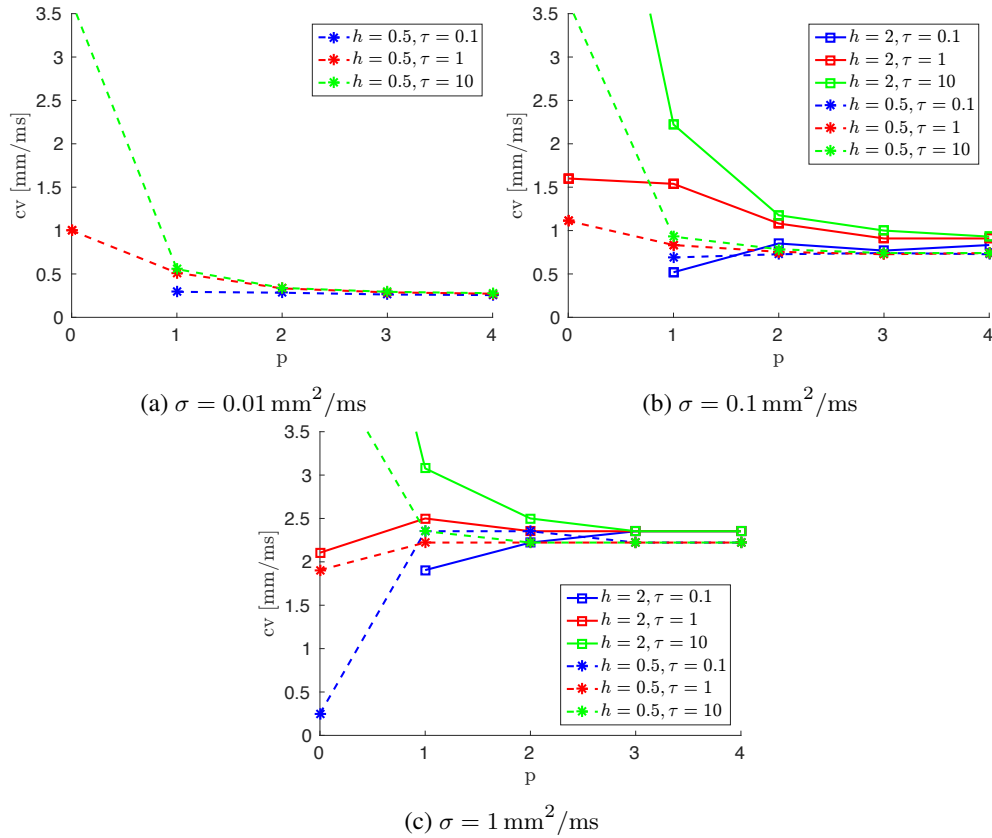 3.5
3
2.5
2
1.5
1
0.5
0
cv [mm/ms]
0 1 2 3 4
p
h = 0.5, τ = 0.1
h = 0.5, τ = 1
h = 0.5, τ = 10
(a) σ = 0.01 mm²/ms
3.5
3
2.5
2
1.5
1
0.5
0
cv [mm/ms]
0 1 2 3 4
p
h = 2, τ = 0.1
h = 2, τ = 1
h = 2, τ = 10
h = 0.5, τ = 0.1
h = 0.5, τ = 1
h = 0.5, τ = 10
(b) σ = 0.1 mm²/ms
3.5
3
2.5
2
1.5
1
0.5
0
cv [mm/ms]
0 1 2 3 4
p
h = 2, τ = 0.1
h = 2, τ = 1
h = 2, τ = 10
h = 0.5, τ = 0.1
h = 0.5, τ = 1
h = 0.5, τ = 10
(c) σ = 1 mm²/ms